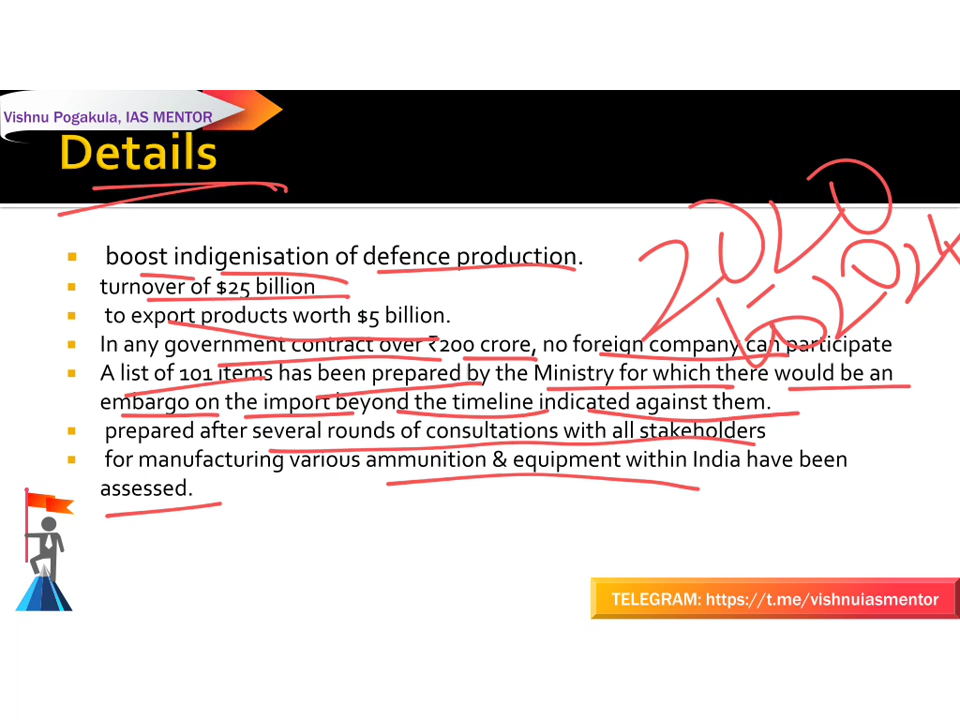 Vishnu Pogakula, IAS MENTOR
Details
boost indigenisation of defence production.
turnover of $25 billion
to export products worth $5 billion.
In any government contract over ₹200 crore, no foreign company can participate
A list of 101 items has been prepared by the Ministry for which there would be an
embargo on the import beyond the timeline indicated against them.
prepared after several rounds of consultations with all stakeholders
for manufacturing various ammunition & equipment within India have been
assessed.
2020
to 2024
TELEGRAM: https://t.me/vishnuiasmentor